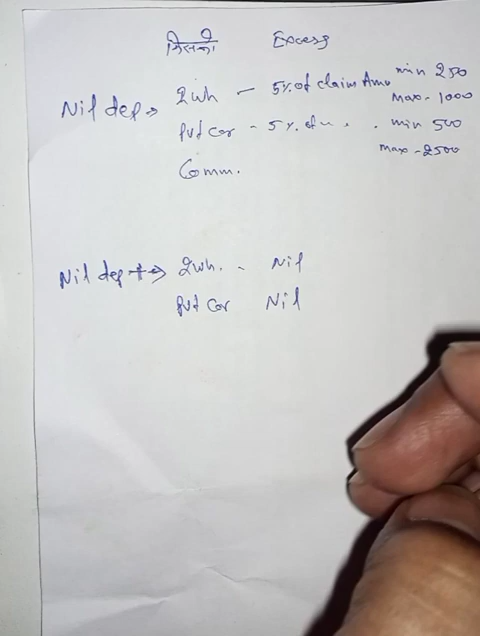 किसकी Excess
Nil dep → 2wh - 5% of claim Amo min 250
max - 1000
Pvt car - 5% of " . . min 500
max - 2500
Comm.
Nil dep + → 2wh. - Nil
Pvt car Nil